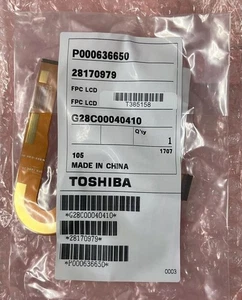 P000636650
28170979
FPC LCD
FPC LCD
T385158
G28C00040410
Q'ty
1
105
1707
MADE IN CHINA
TOSHIBA
*G28C00040410*
*28170979*
*P000636650*
0003